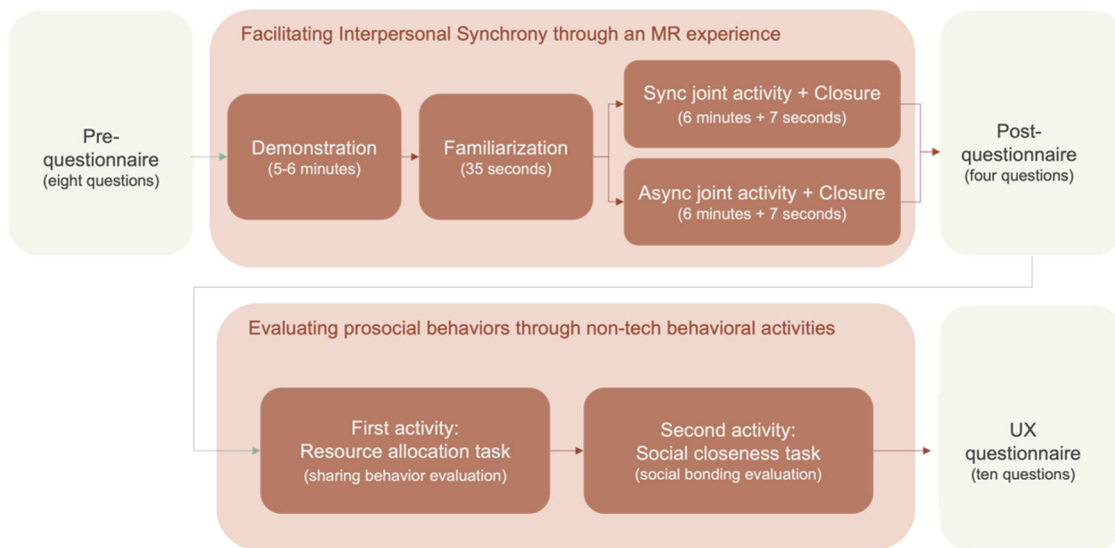 Facilitating Interpersonal Synchrony through an MR experience
Pre-
questionnaire
(eight questions)
Demonstration
(5-6 minutes)
Familiarization
(35 seconds)
Sync joint activity + Closure
(6 minutes + 7 seconds)
Async joint activity + Closure
(6 minutes + 7 seconds)
Post-
questionnaire
(four questions)
Evaluating prosocial behaviors through non-tech behavioral activities
First activity:
Resource allocation task
(sharing behavior evaluation)
Second activity:
Social closeness task
(social bonding evaluation)
UX
questionnaire
(ten questions)